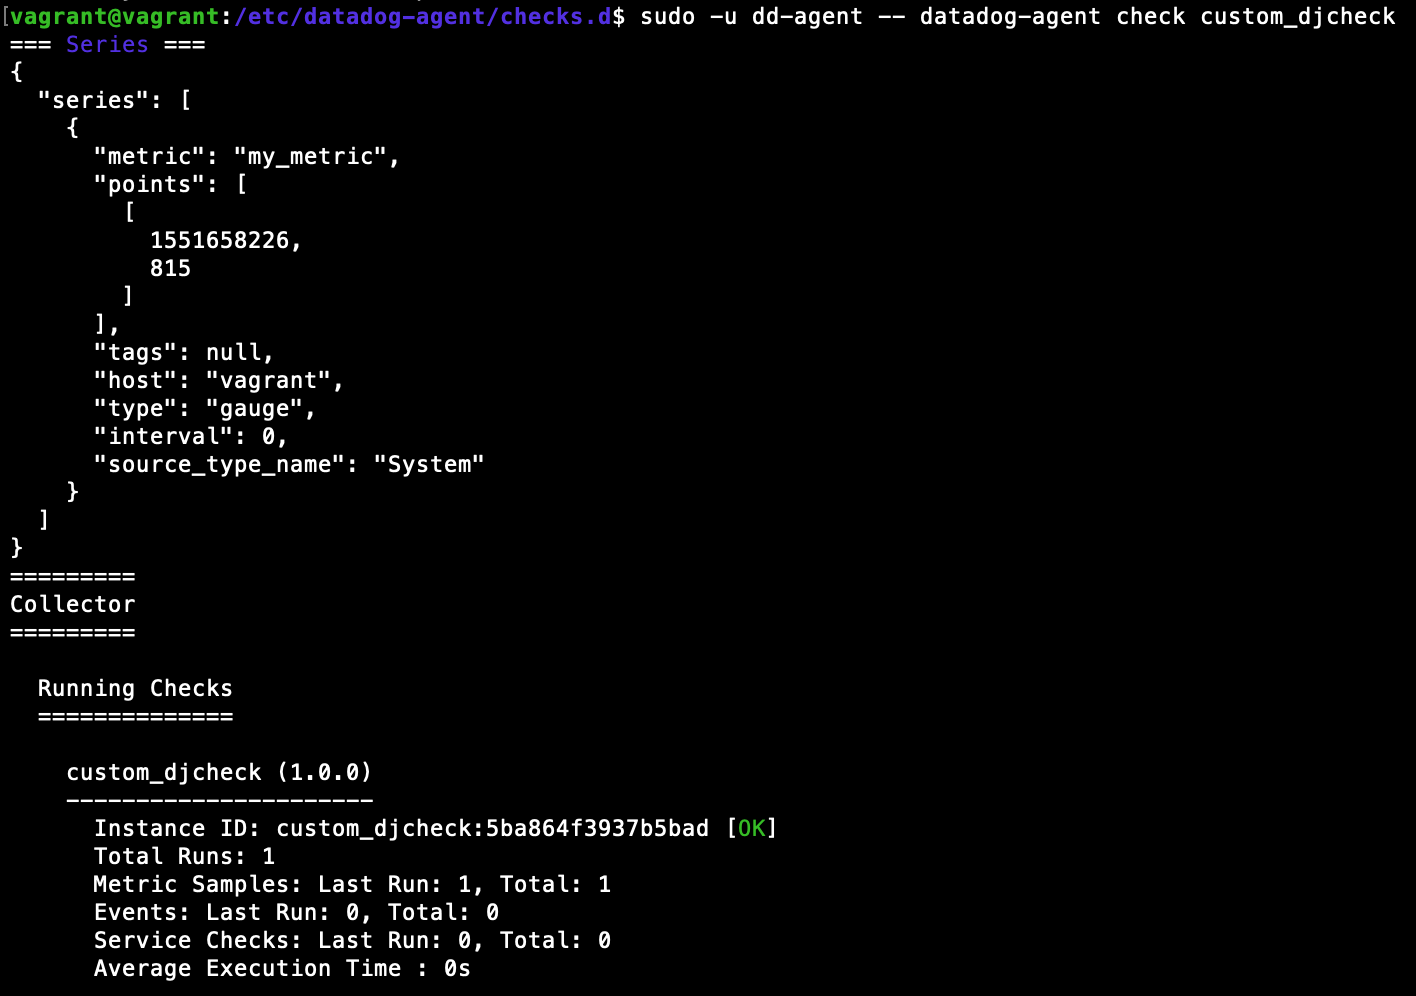 [vagrant@vagrant:/etc/datadog-agent/checks.d$ sudo -u dd-agent -- datadog-agent check custom_djcheck
=== Series ===
{
  "series": [
    {
      "metric": "my_metric",
      "points": [
        [
          1551658226,
          815
        ]
      ],
      "tags": null,
      "host": "vagrant",
      "type": "gauge",
      "interval": 0,
      "source_type_name": "System"
    }
  ]
}
=========
Collector
=========

  Running Checks
  ==============

    custom_djcheck (1.0.0)
    ----------------------
      Instance ID: custom_djcheck:5ba864f3937b5bad [OK]
      Total Runs: 1
      Metric Samples: Last Run: 1, Total: 1
      Events: Last Run: 0, Total: 0
      Service Checks: Last Run: 0, Total: 0
      Average Execution Time : 0s